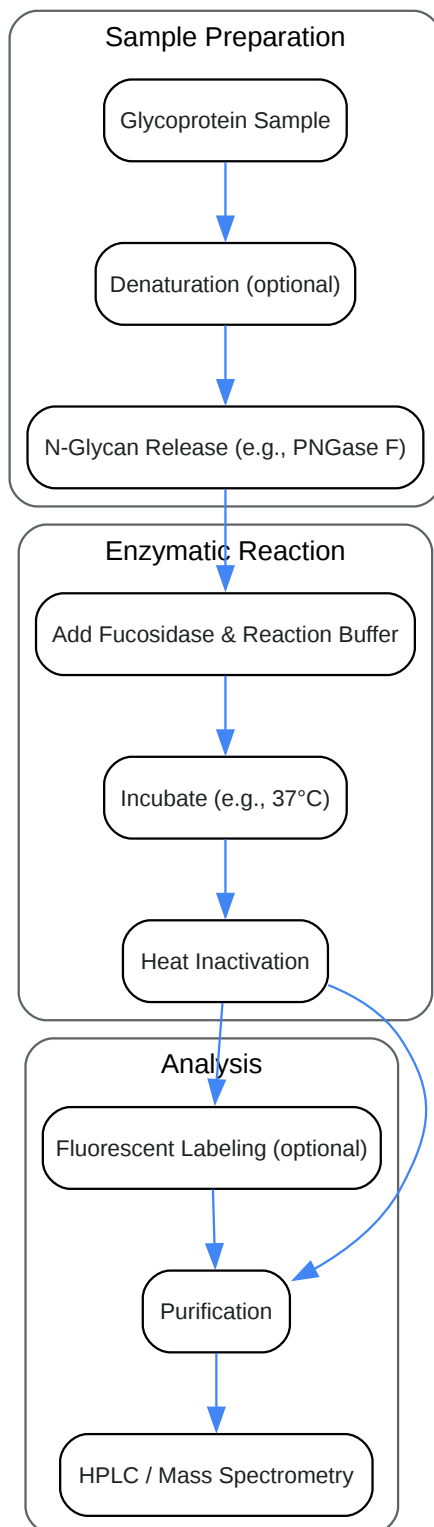 Sample Preparation
Glycoprotein Sample
Denaturation (optional)
N-Glycan Release (e.g., PNGase F)
Enzymatic Reaction
Add Fucosidase & Reaction Buffer
Incubate (e.g., 37°C)
Heat Inactivation
Analysis
Fluorescent Labeling (optional)
Purification
HPLC / Mass Spectrometry